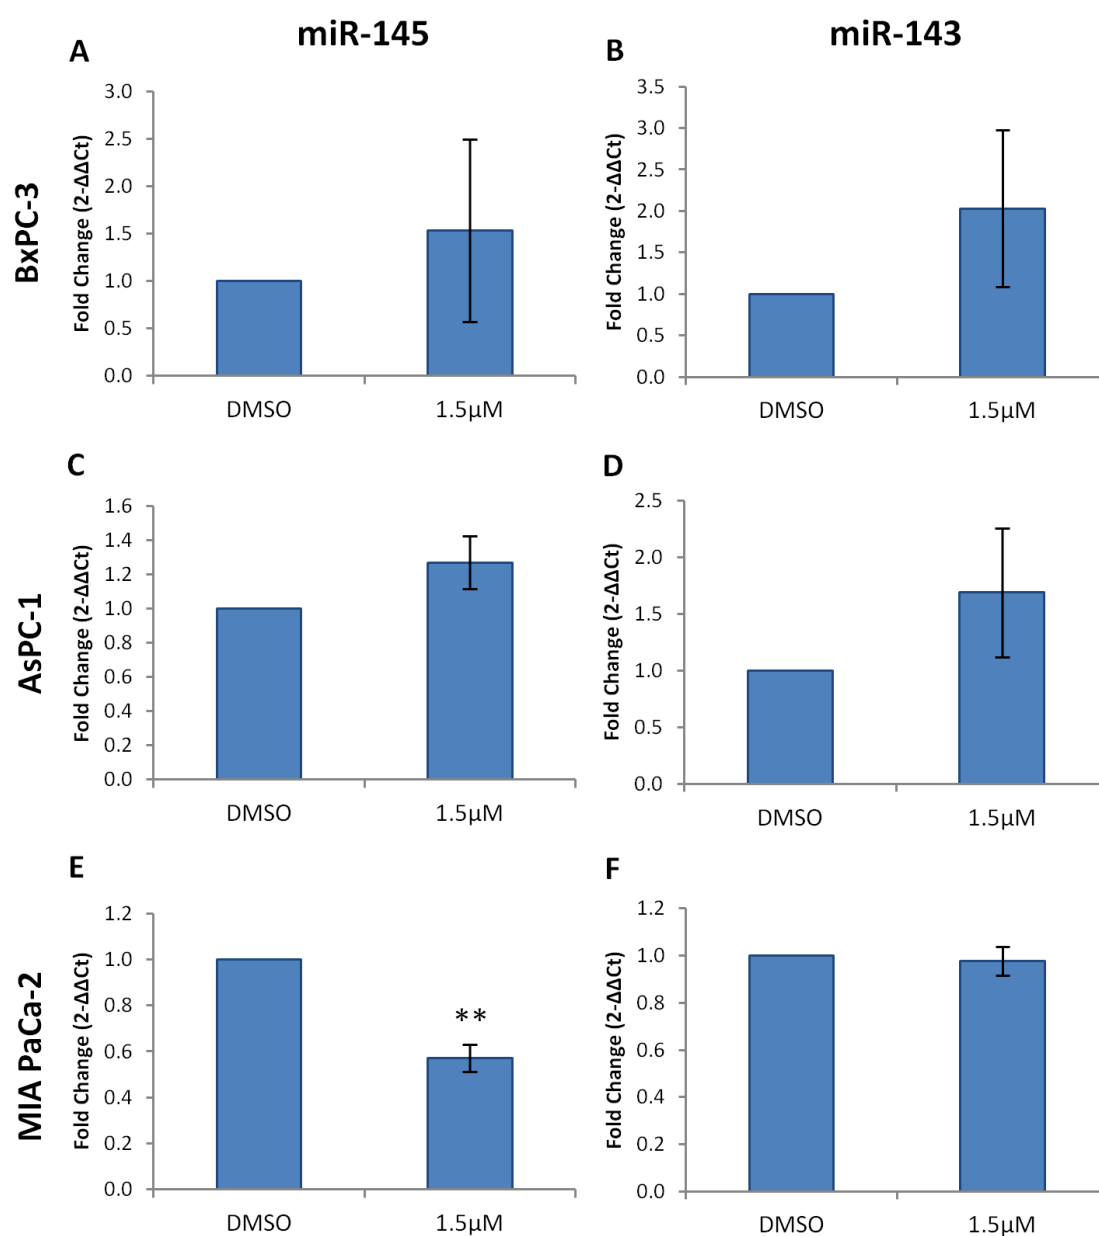 miR-145
miR-143
BxPC-3
A
Fold Change (2-ΔΔCt)
3.0
2.5
2.0
1.5
1.0
0.5
0.0
DMSO
1.5µM
B
Fold Change (2-ΔΔCt)
3.5
3.0
2.5
2.0
1.5
1.0
0.5
0.0
DMSO
1.5µM
AsPC-1
C
Fold Change (2-ΔΔCt)
1.6
1.4
1.2
1.0
0.8
0.6
0.4
0.2
0.0
DMSO
1.5µM
D
Fold Change (2-ΔΔCt)
2.5
2.0
1.5
1.0
0.5
0.0
DMSO
1.5µM
MIA PaCa-2
E
Fold Change (2-ΔΔCt)
1.2
1.0
0.8
0.6
0.4
0.2
0.0
**
DMSO
1.5µM
F
Fold Change (2-ΔΔCt)
1.2
1.0
0.8
0.6
0.4
0.2
0.0
DMSO
1.5µM